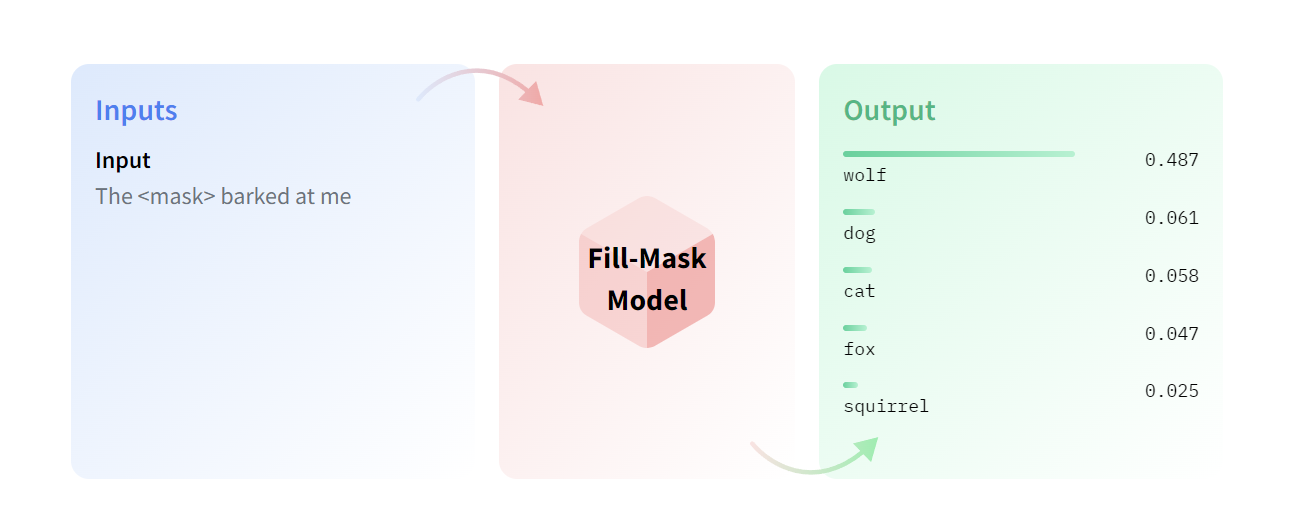 Inputs
Input
The <mask> barked at me
Fill-Mask
Model
Output
wolf 0.487
dog 0.061
cat 0.058
fox 0.047
squirrel 0.025